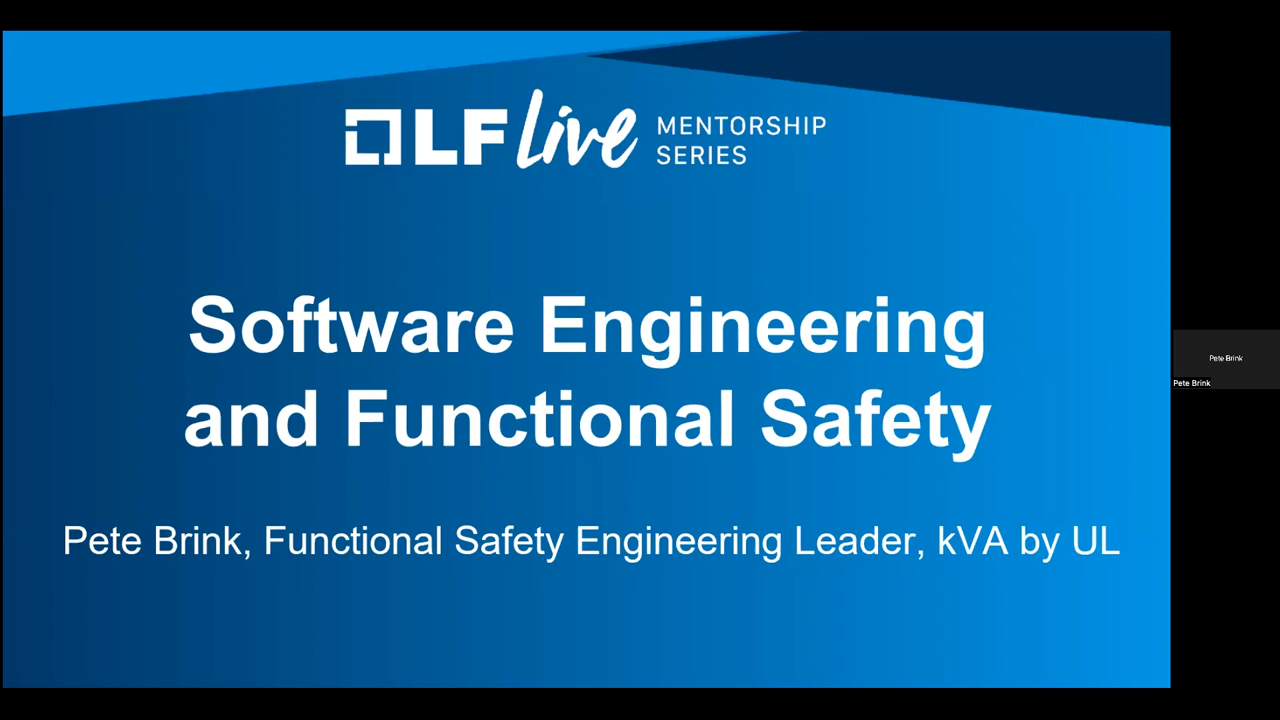 LF Live MENTORSHIP
SERIES
Software Engineering
and Functional Safety
Pete Brink, Functional Safety Engineering Leader, kVA by UL
Pete Brink
Pete Brink